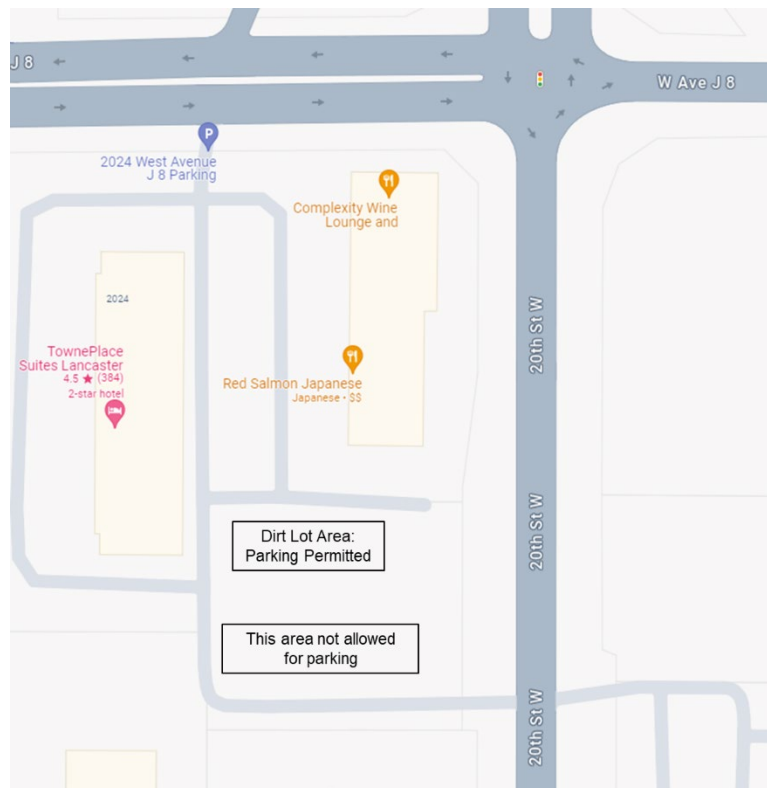 J 8
W Ave J 8
P
2024 West Avenue
J 8 Parking
Complexity Wine
Lounge and
2024
20th St W
TownePlace
Suites Lancaster
4.5 ★ (384)
2-star hotel
Red Salmon Japanese
Japanese • $$
20th St W
Dirt Lot Area:
Parking Permitted
This area not allowed
for parking
20th St W